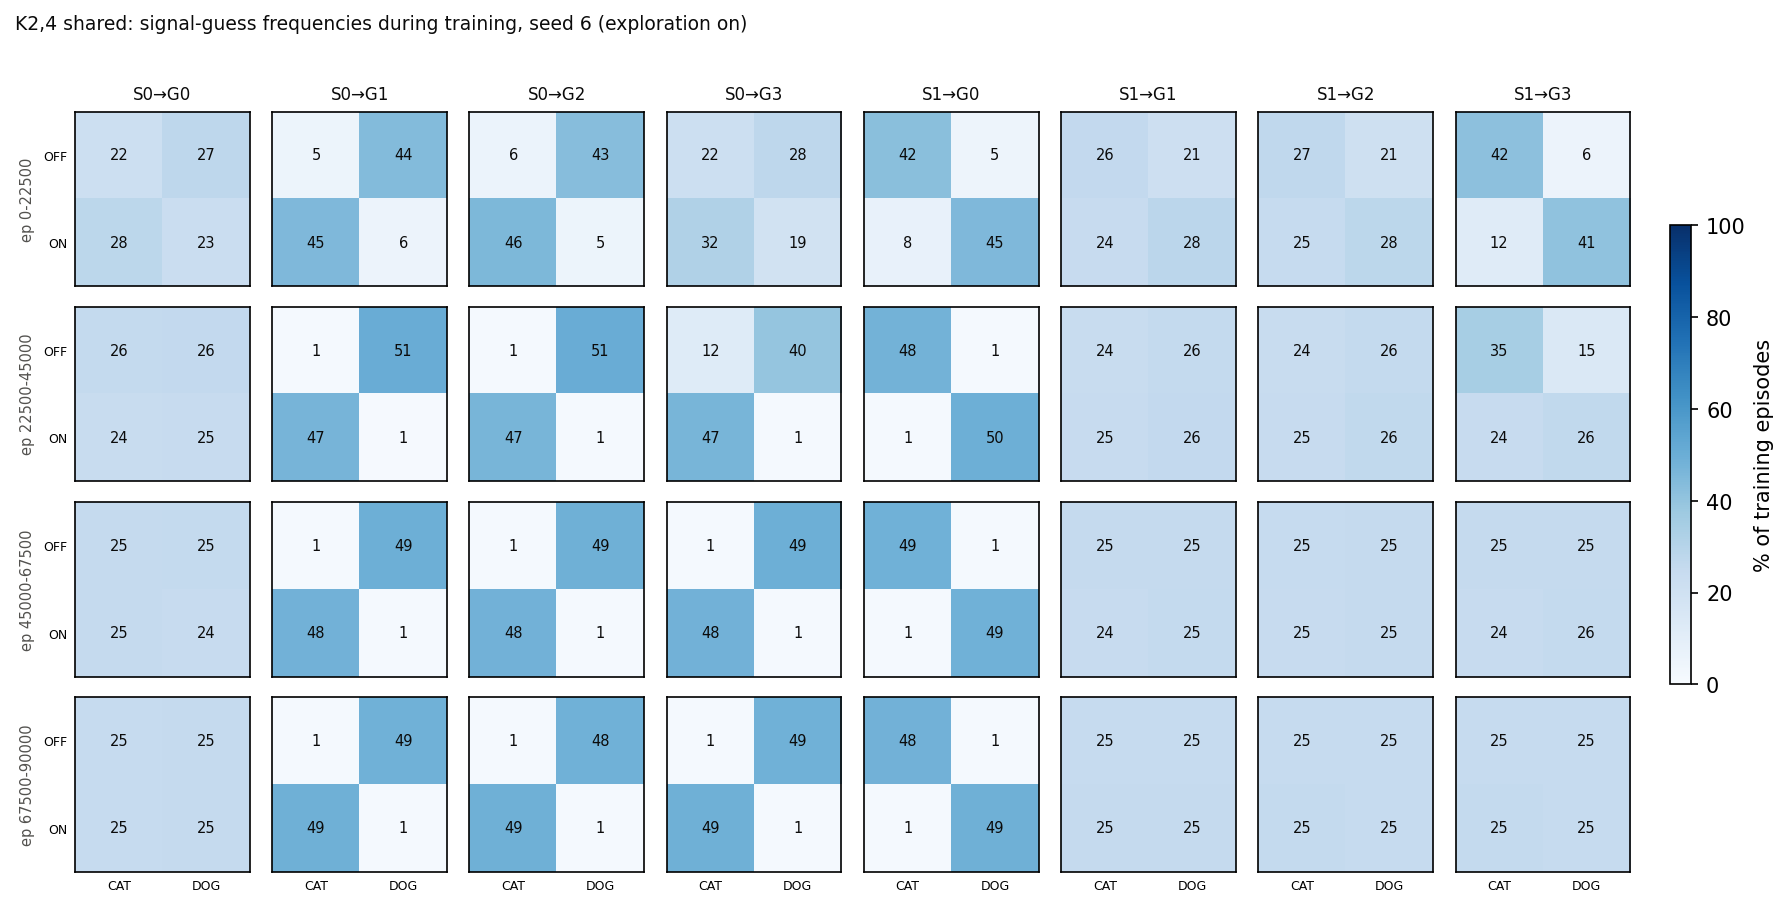 K2,4 shared: signal-guess frequencies during training, seed 6 (exploration on)
S0→G0 S0→G1 S0→G2 S0→G3 S1→G0 S1→G1 S1→G2 S1→G3
ep 0-22500
OFF 22 27 5 44 6 43 22 28 42 5 26 21 27 21 42 6
ON 28 23 45 6 46 5 32 19 8 45 24 28 25 28 12 41
ep 22500-45000
OFF 26 26 1 51 1 51 12 40 48 1 24 26 24 26 35 15
ON 24 25 47 1 47 1 47 1 1 50 25 26 25 26 24 26
ep 45000-67500
OFF 25 25 1 49 1 49 1 49 49 1 25 25 25 25 25 25
ON 25 24 48 1 48 1 48 1 1 49 24 25 25 25 24 26
ep 67500-90000
OFF 25 25 1 49 1 48 1 49 48 1 25 25 25 25 25 25
ON 25 25 49 1 49 1 49 1 1 49 25 25 25 25 25 25
CAT DOG CAT DOG CAT DOG CAT DOG CAT DOG CAT DOG CAT DOG CAT DOG
100
80
60
40
20
0
% of training episodes